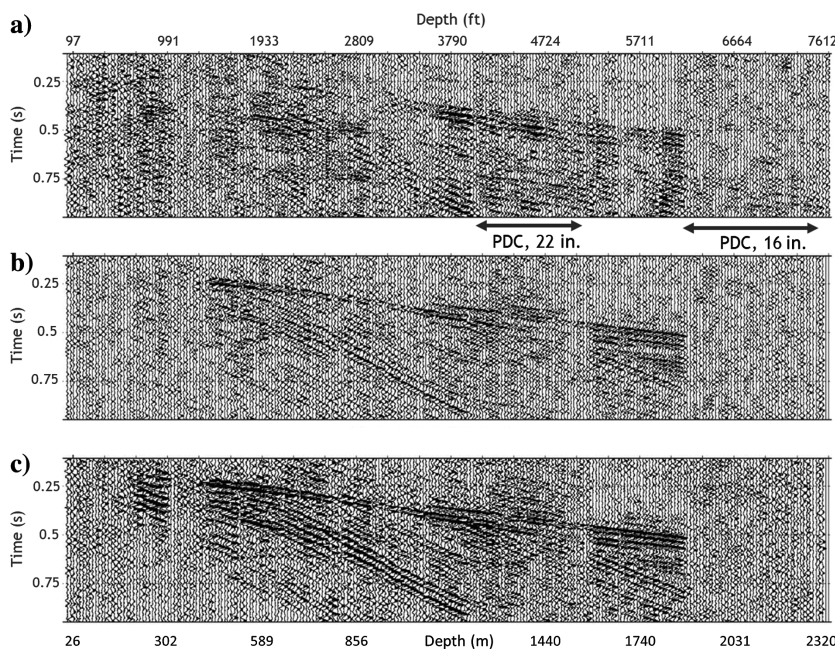 Depth (ft)
a)
97 991 1933 2809 3790 4724 5711 6664 7612
0.25
0.5
0.75
Time (s)
PDC, 22 in. PDC, 16 in.
b)
0.25
0.5
0.75
Time (s)
c)
0.25
0.5
0.75
Time (s)
26 302 589 856 Depth (m) 1440 1740 2031 2320